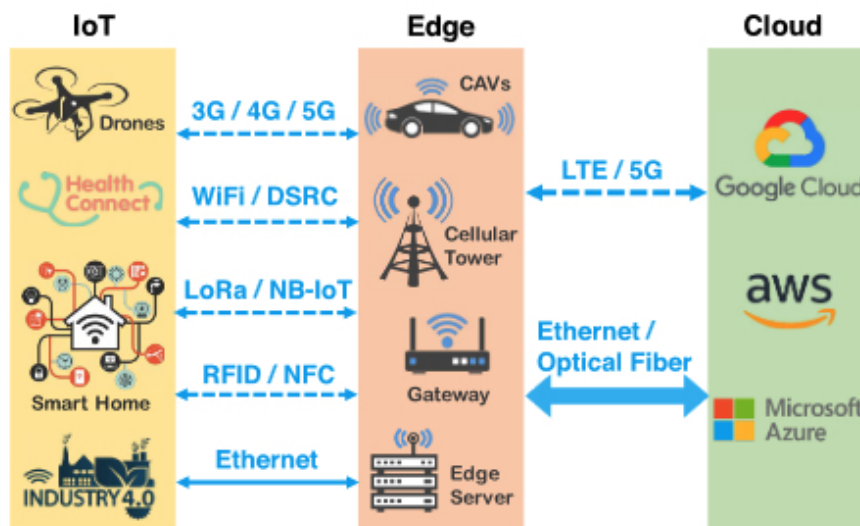 IoT
Edge
Cloud
Drones
3G / 4G / 5G
CAVs
Health
Connect
WiFi / DSRC
Cellular
Tower
LTE / 5G
Google Cloud
LoRa / NB-IoT
aws
Smart Home
RFID / NFC
Gateway
Ethernet /
Optical Fiber
Microsoft
Azure
INDUSTRY 4.0
Ethernet
Edge
Server